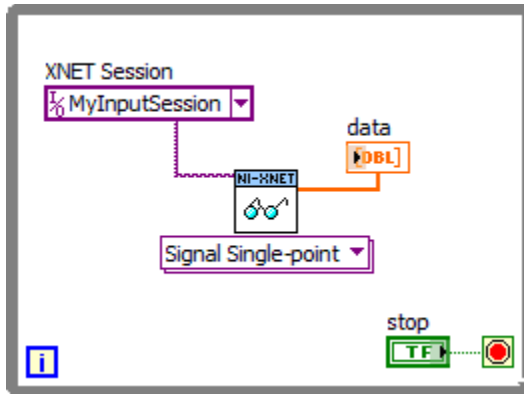 XNET Session
I/O MyInputSession
data
[DBL]
NI-XNET
Signal Single-point
stop
TF
i